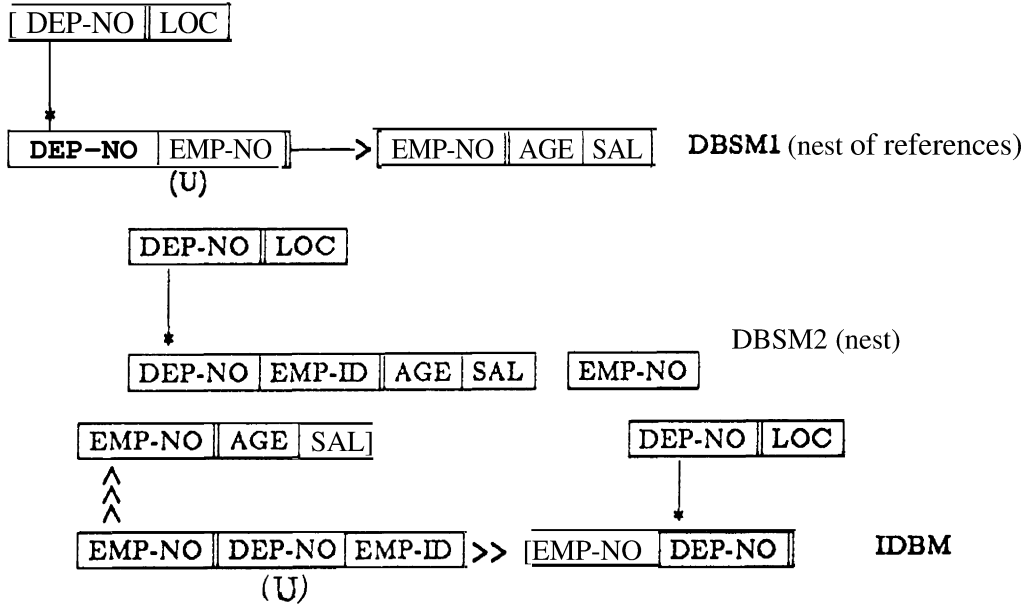 [ DEP-NO LOC
DEP-NO EMP-NO EMP-NO AGE SAL DBSM1 (nest of references)
(U)
DEP-NO LOC
DBSM2 (nest)
DEP-NO EMP-ID AGE SAL EMP-NO
EMP-NO AGE SAL] DEP-NO LOC
EMP-NO DEP-NO EMP-ID >> [EMP-NO DEP-NO IDBM
(U)